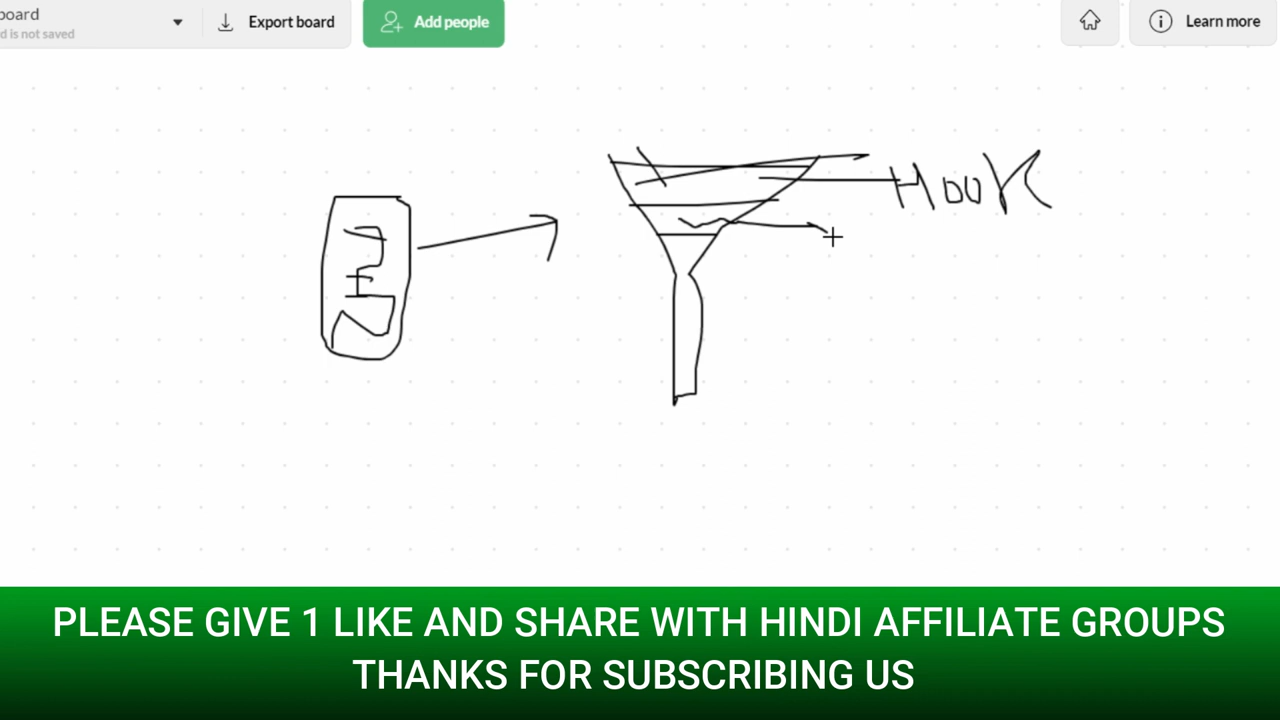 board
d is not saved
Export board
Add people
Learn more
HOOK
PLEASE GIVE 1 LIKE AND SHARE WITH HINDI AFFILIATE GROUPS
THANKS FOR SUBSCRIBING US